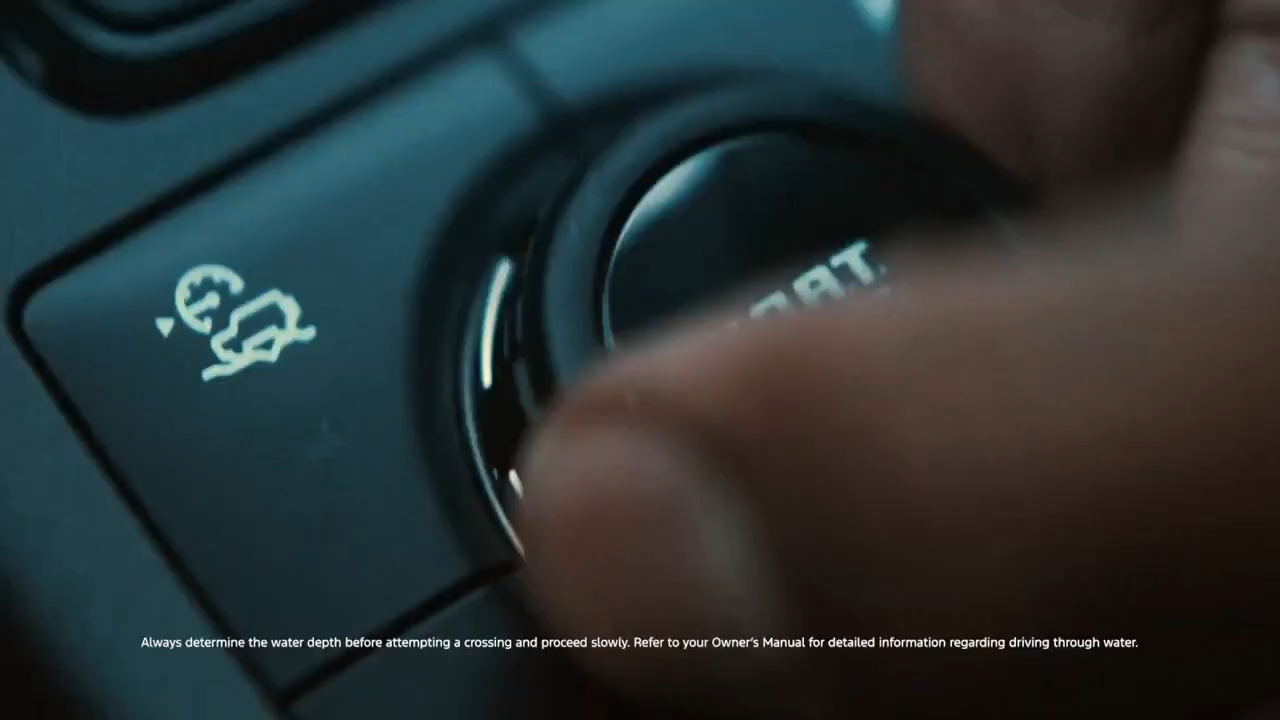 Always determine the water depth before attempting a crossing and proceed slowly. Refer to your Owner's Manual for detailed information regarding driving through water.